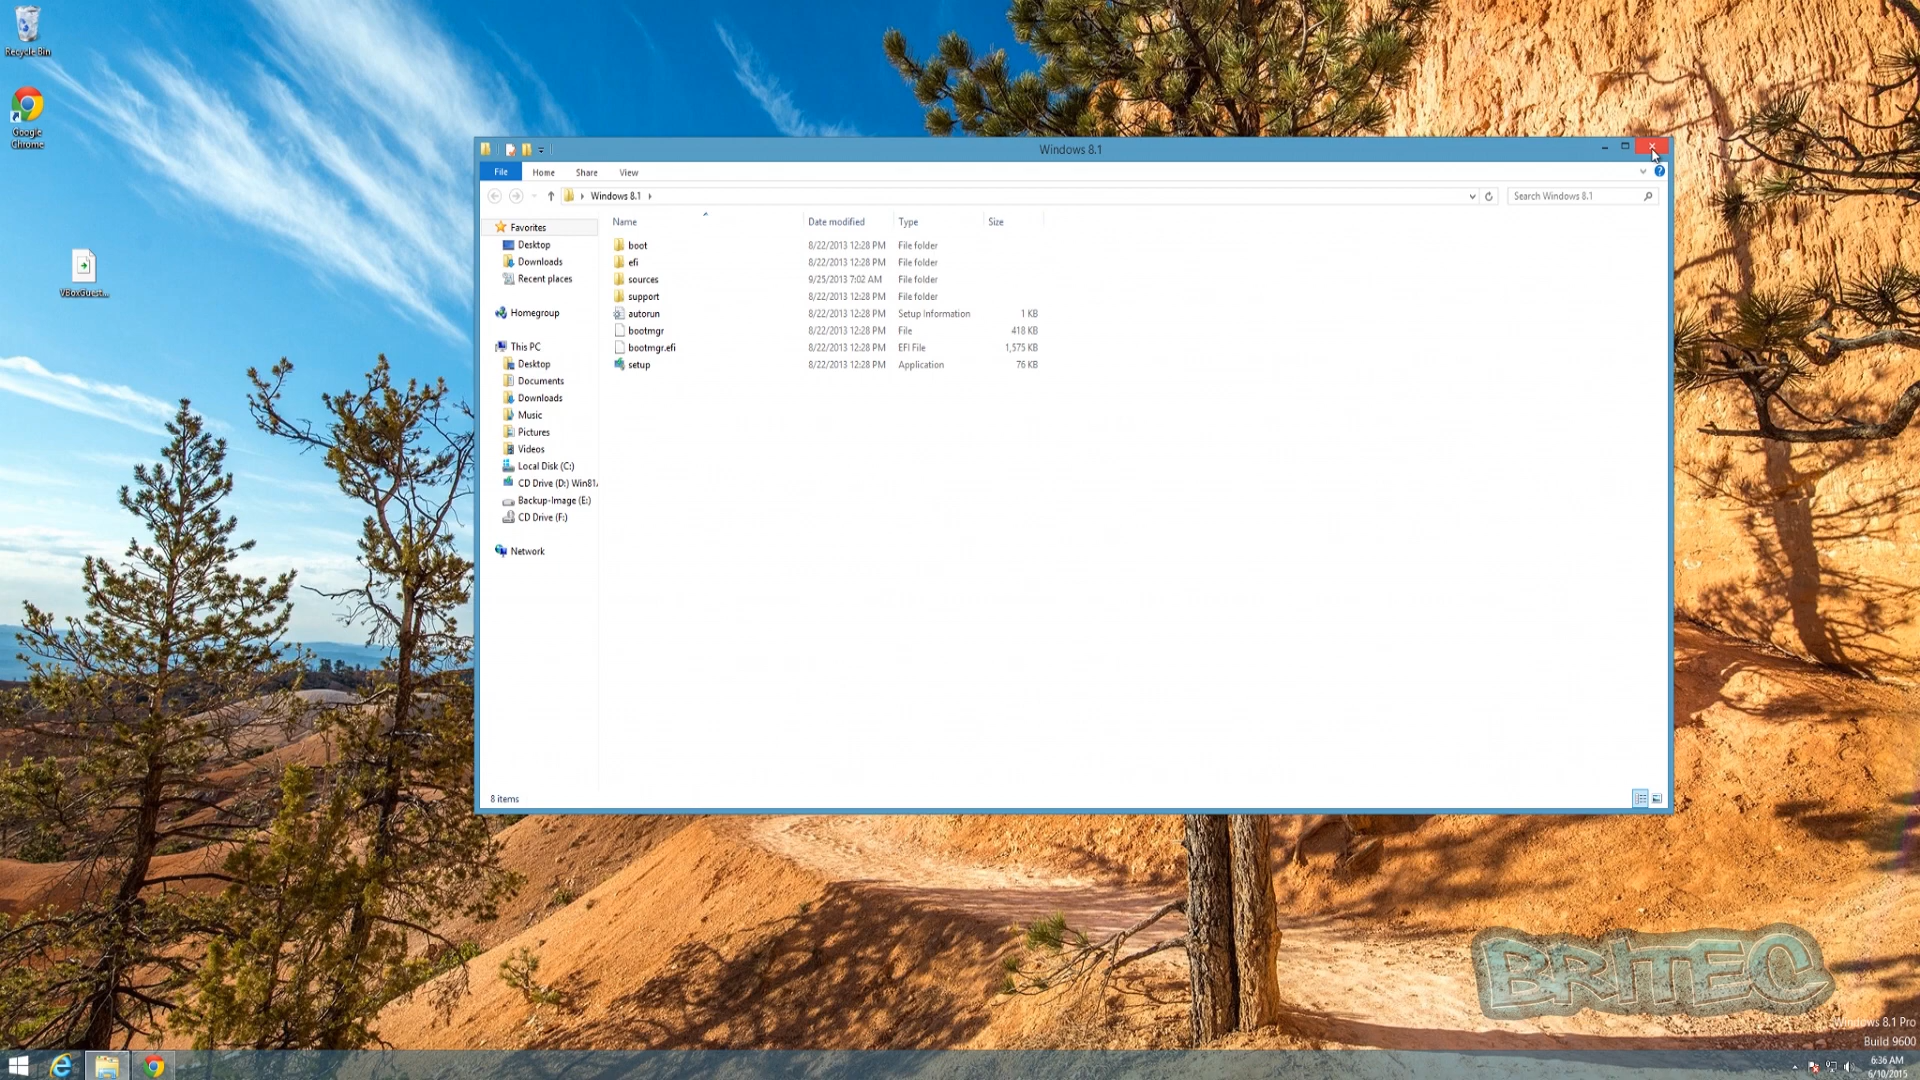 Recycle Bin
Google
Chrome
VBoxGuest...
Windows 8.1
File Home Share View
Windows 8.1
Search Windows 8.1
Name Date modified Type Size
boot 8/22/2013 12:28 PM File folder
efi 8/22/2013 12:28 PM File folder
sources 9/25/2013 7:02 AM File folder
support 8/22/2013 12:28 PM File folder
autorun 8/22/2013 12:28 PM Setup Information 1 KB
bootmgr 8/22/2013 12:28 PM File 418 KB
bootmgr.efi 8/22/2013 12:28 PM EFI File 1,575 KB
setup 8/22/2013 12:28 PM Application 76 KB
Favorites
Desktop
Downloads
Recent places
Homegroup
This PC
Desktop
Documents
Downloads
Music
Pictures
Videos
Local Disk (C:)
CD Drive (D:) Win81
Backup-Image (E:)
CD Drive (F:)
Network
8 items
BRITEC
Windows 8.1 Pro
Build 9600
6:36 AM
6/10/2015